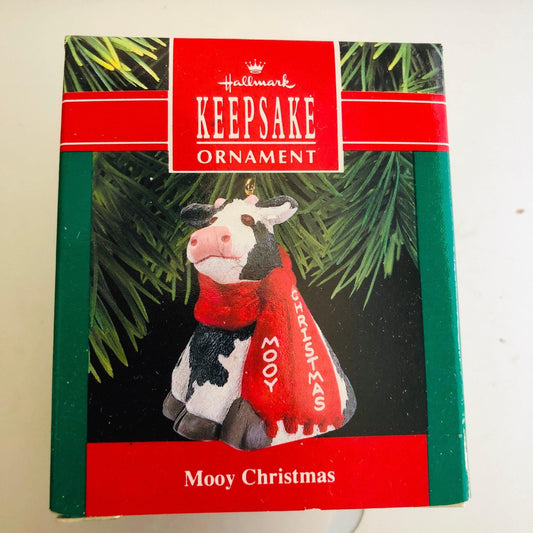 Hallmark
KEEPSAKE
ORNAMENT
MOOY
CHRISTMAS
Mooy Christmas